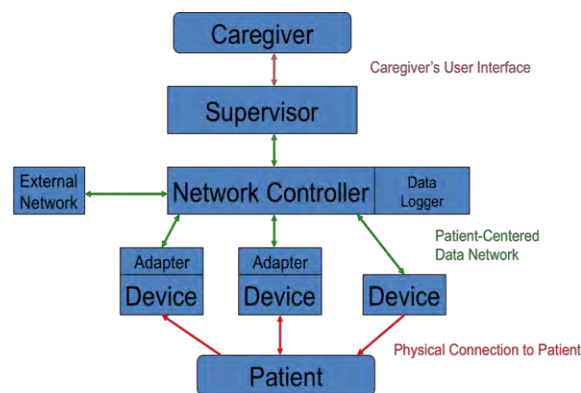 Caregiver
Caregiver's User Interface
Supervisor
External
Network
Network Controller
Data
Logger
Patient-Centered
Data Network
Adapter
Device
Adapter
Device
Device
Physical Connection to Patient
Patient